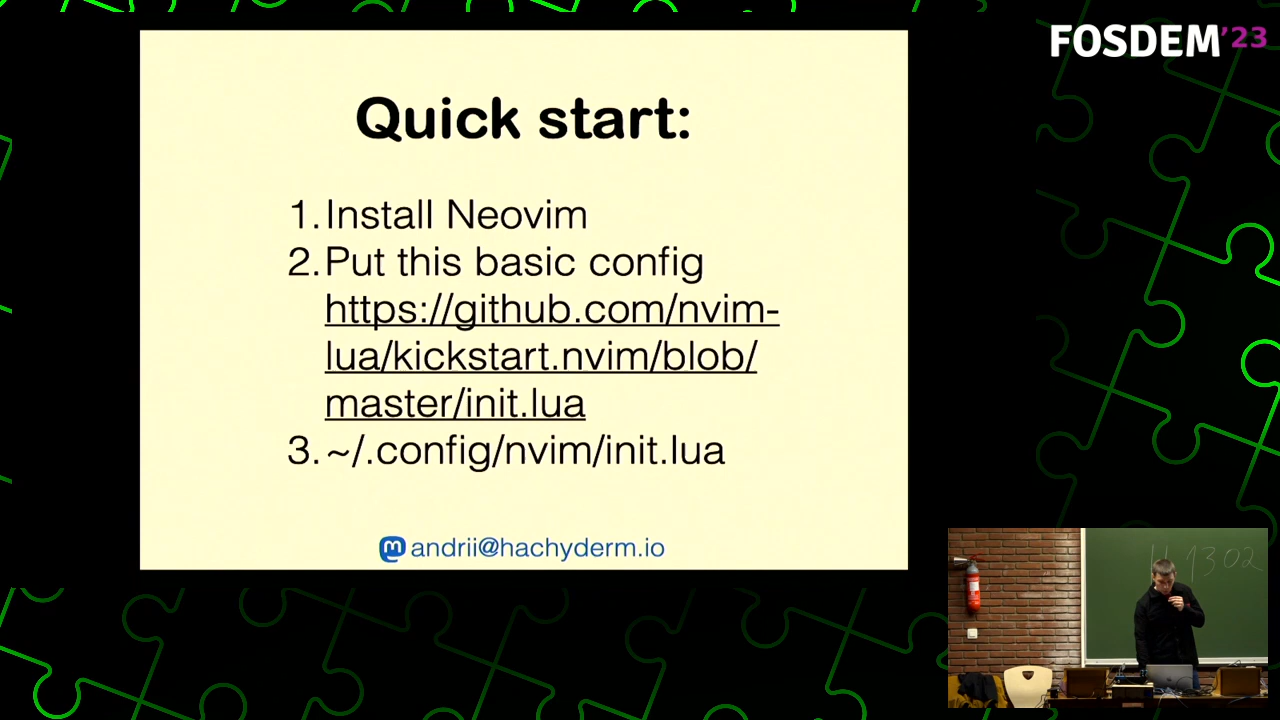 FOSDEM'23
Quick start:
1. Install Neovim
2. Put this basic config
https://github.com/nvim-
lua/kickstart.nvim/blob/
master/init.lua
3. ~/.config/nvim/init.lua
andrii@hachyderm.io
1302